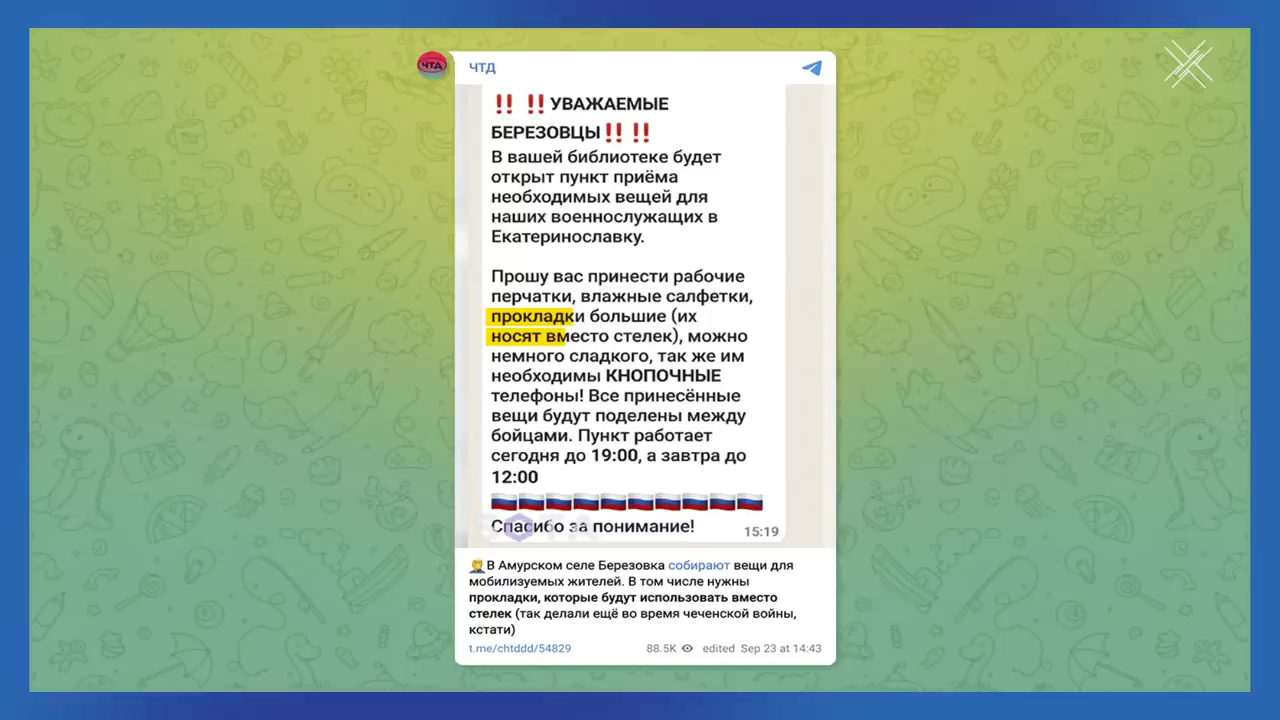 ЧТД
ЧТД
‼️ ‼️УВАЖАЕМЫЕ
БЕРЕЗОВЦЫ‼️ ‼️
В вашей библиотеке будет
открыт пункт приёма
необходимых вещей для
наших военнослужащих в
Екатеринославку.
Прошу вас принести рабочие
перчатки, влажные салфетки,
прокладки большие (их
носят вместо стелек), можно
немного сладкого, так же им
необходимы КНОПОЧНЫЕ
телефоны! Все принесённые
вещи будут поделены между
бойцами. Пункт работает
сегодня до 19:00, а завтра до
12:00
🇷🇺🇷🇺🇷🇺🇷🇺🇷🇺🇷🇺🇷🇺🇷🇺🇷🇺🇷🇺
Спасибо за понимание!
15:19
В Амурском селе Березовка собирают вещи для
мобилизуемых жителей. В том числе нужны
прокладки, которые будут использовать вместо
стелек (так делали ещё во время чеченской войны,
кстати)
t.me/chtddd/54829
88.5K edited Sep 23 at 14:43